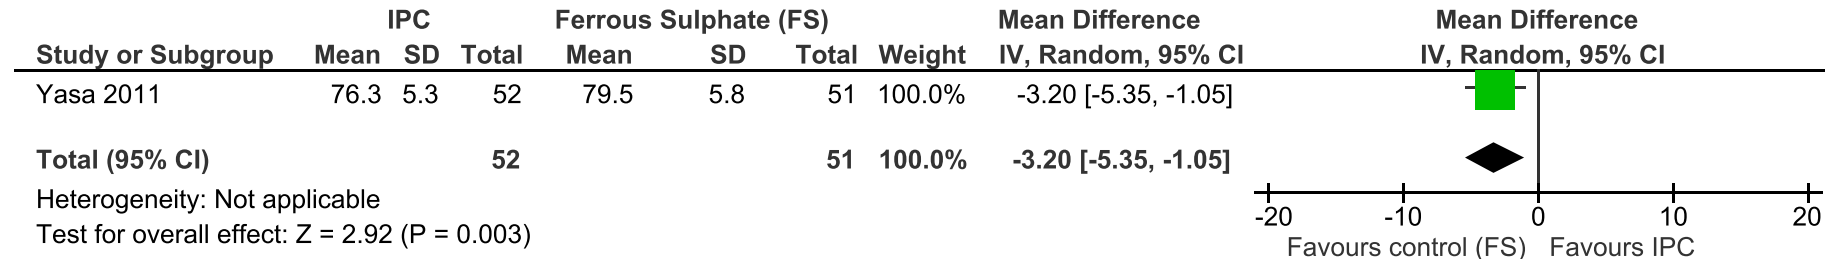 IPC Ferrous Sulphate (FS) Mean Difference Mean Difference
Study or Subgroup Mean SD Total Mean SD Total Weight IV, Random, 95% CI IV, Random, 95% CI
Yasa 2011 76.3 5.3 52 79.5 5.8 51 100.0% -3.20 [-5.35, -1.05]
Total (95% CI) 52 51 100.0% -3.20 [-5.35, -1.05]
Heterogeneity: Not applicable
Test for overall effect: Z = 2.92 (P = 0.003)
-20 -10 0 10 20
Favours control (FS) Favours IPC